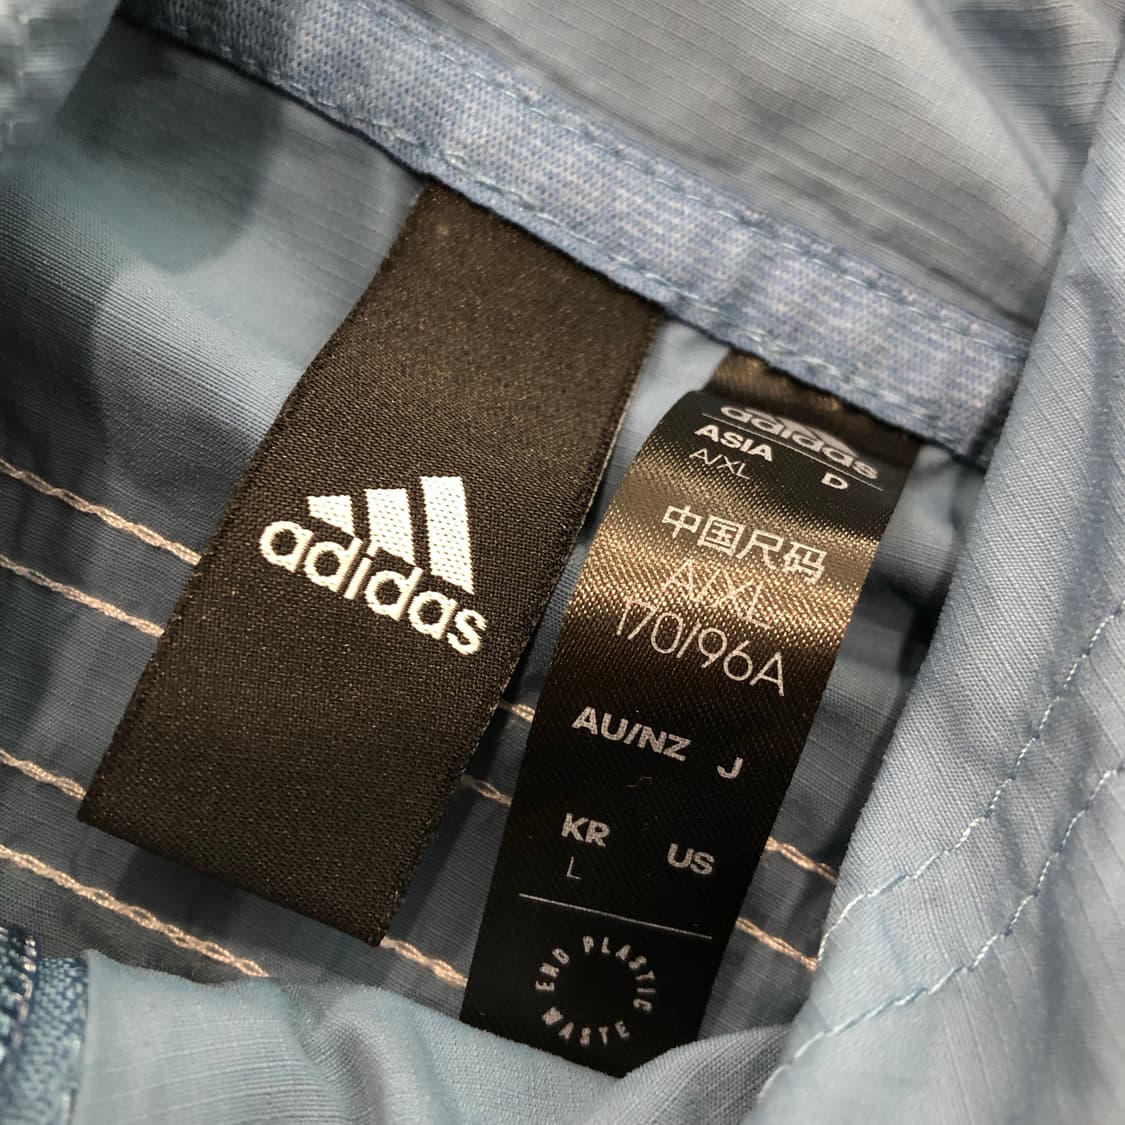 adidas
adidas
ASIA D
A/XL
中国尺码
A/XL
170/96A
AU/NZ J
KR US
L
END PLASTIC WASTE